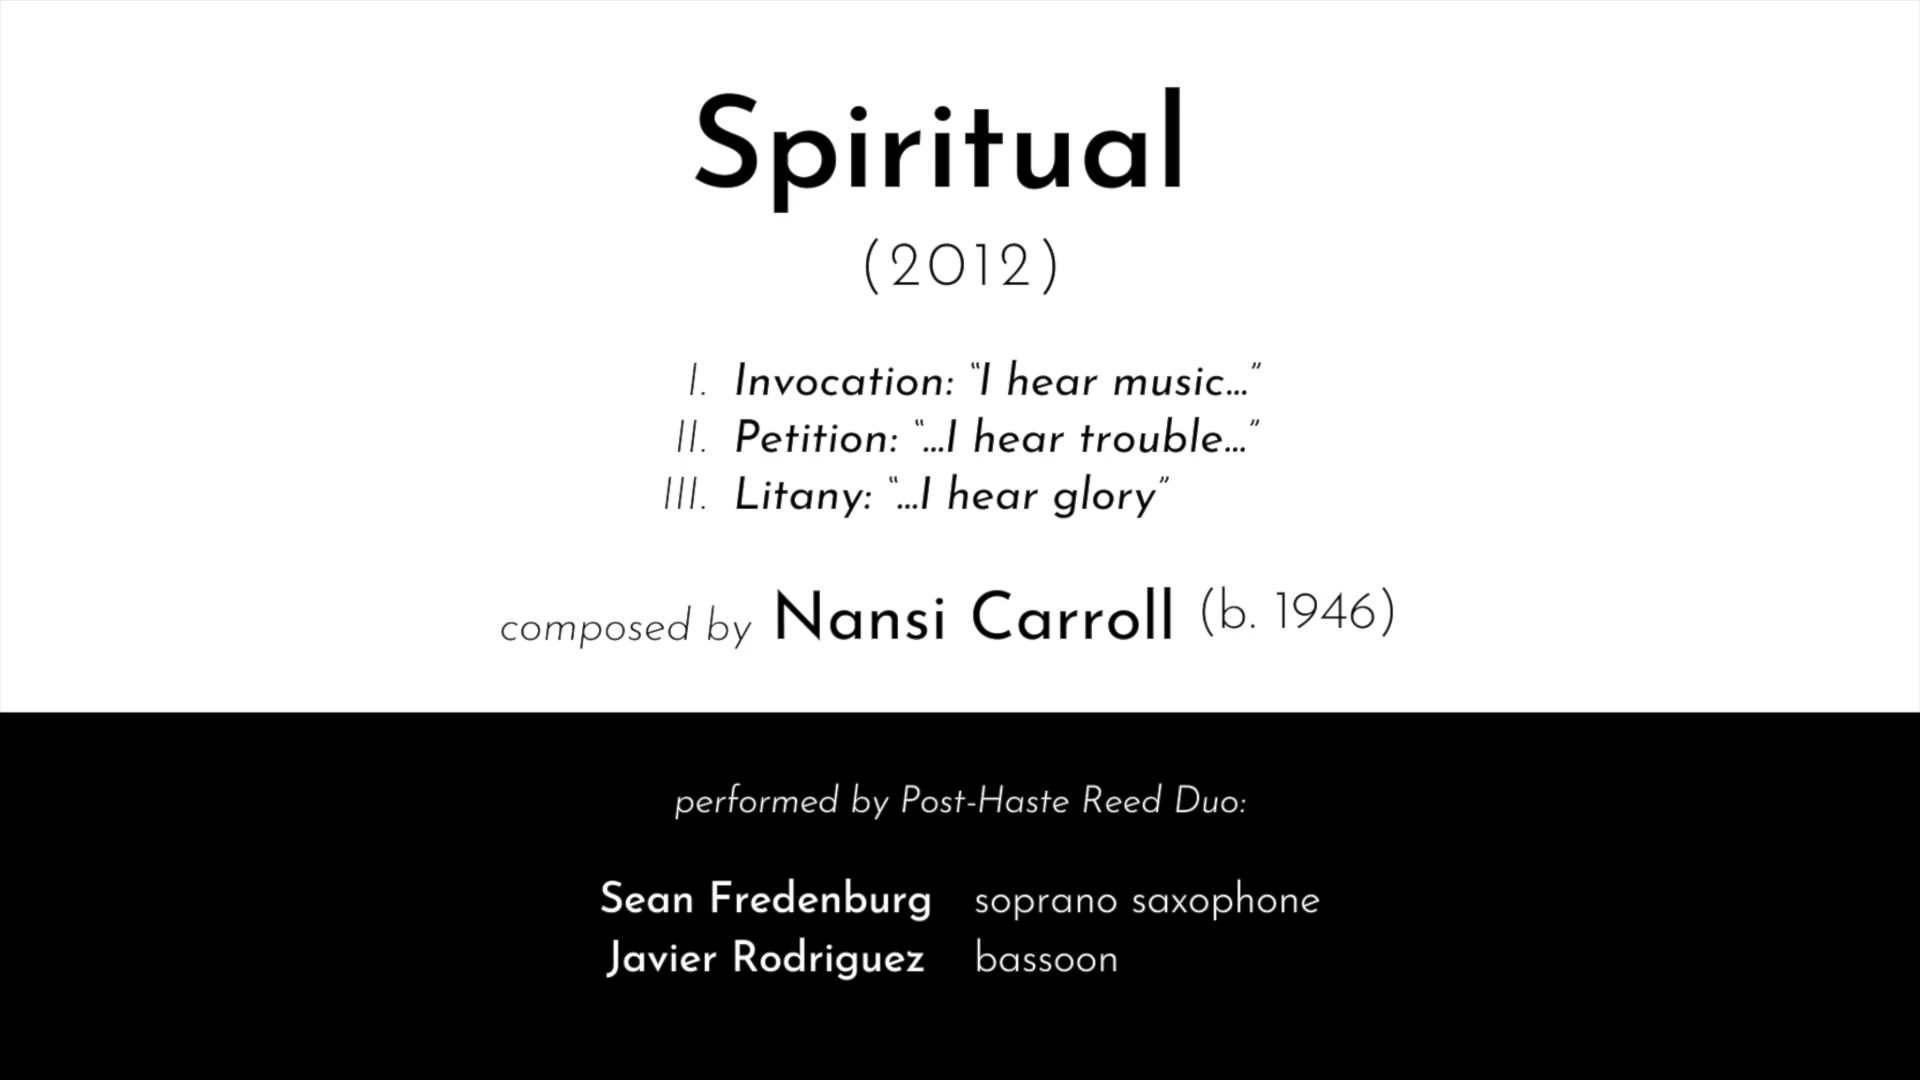 Spiritual
(2012)
I. Invocation: “I hear music...”
II. Petition: “...I hear trouble...”
III. Litany: “...I hear glory”
composed by Nansi Carroll (b. 1946)
performed by Post-Haste Reed Duo:
Sean Fredenburg soprano saxophone
Javier Rodriguez bassoon